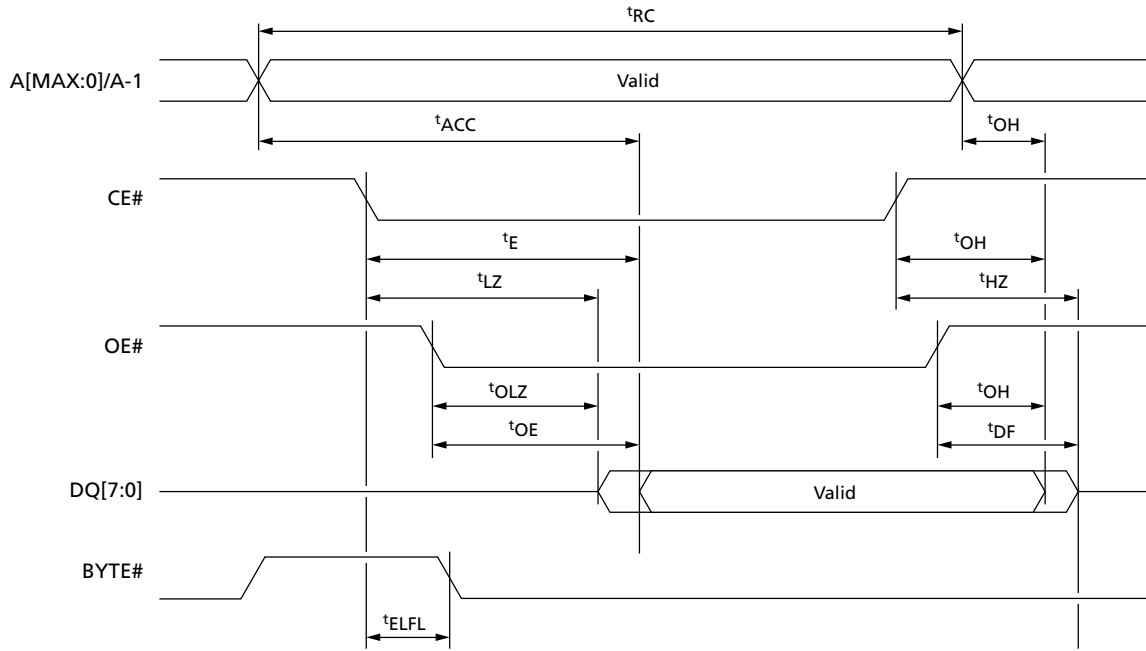 tRC
A[MAX:0]/A-1
Valid
tACC
tOH
CE#
tE
tOH
tLZ
tHZ
OE#
tOLZ
tOH
tOE
tDF
DQ[7:0]
Valid
BYTE#
tELFL